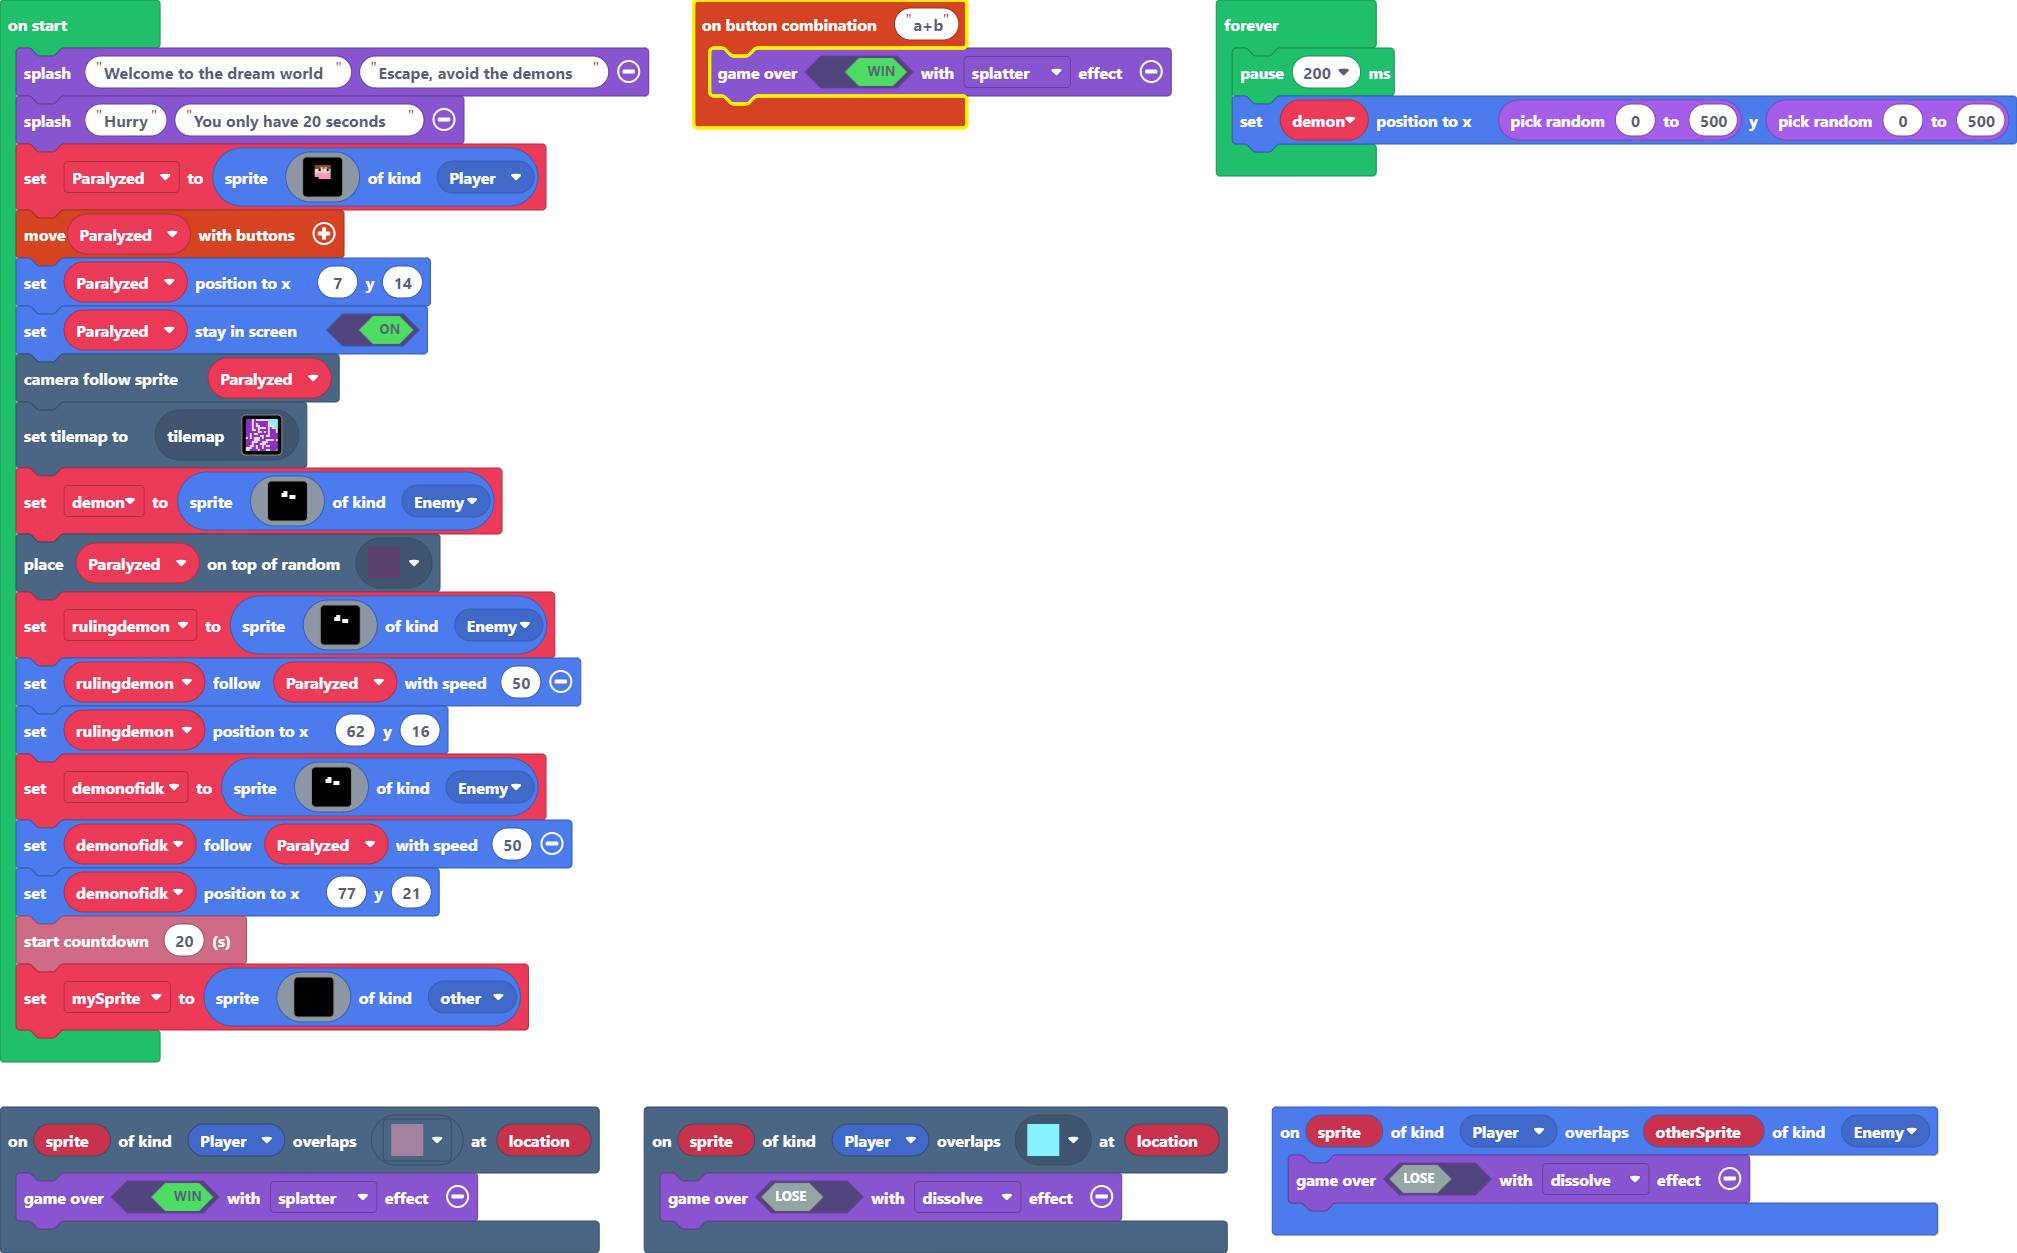 on start
splash "Welcome to the dream world" "Escape, avoid the demons"
splash "Hurry" "You only have 20 seconds"
set Paralyzed to sprite of kind Player
move Paralyzed with buttons
set Paralyzed position to x 7 y 14
set Paralyzed stay in screen ON
camera follow sprite Paralyzed
set tilemap to tilemap
set demon to sprite of kind Enemy
place Paralyzed on top of random
set rulingdemon to sprite of kind Enemy
set rulingdemon follow Paralyzed with speed 50
set rulingdemon position to x 62 y 16
set demonofidk to sprite of kind Enemy
set demonofidk follow Paralyzed with speed 50
set demonofidk position to x 77 y 21
start countdown 20 (s)
set mySprite to sprite of kind other
on button combination "a+b"
game over WIN with splatter effect
forever
pause 200 ms
set demon position to x pick random 0 to 500 y pick random 0 to 500
on sprite of kind Player overlaps at location
game over WIN with splatter effect
on sprite of kind Player overlaps at location
game over LOSE with dissolve effect
on sprite of kind Player overlaps otherSprite of kind Enemy
game over LOSE with dissolve effect